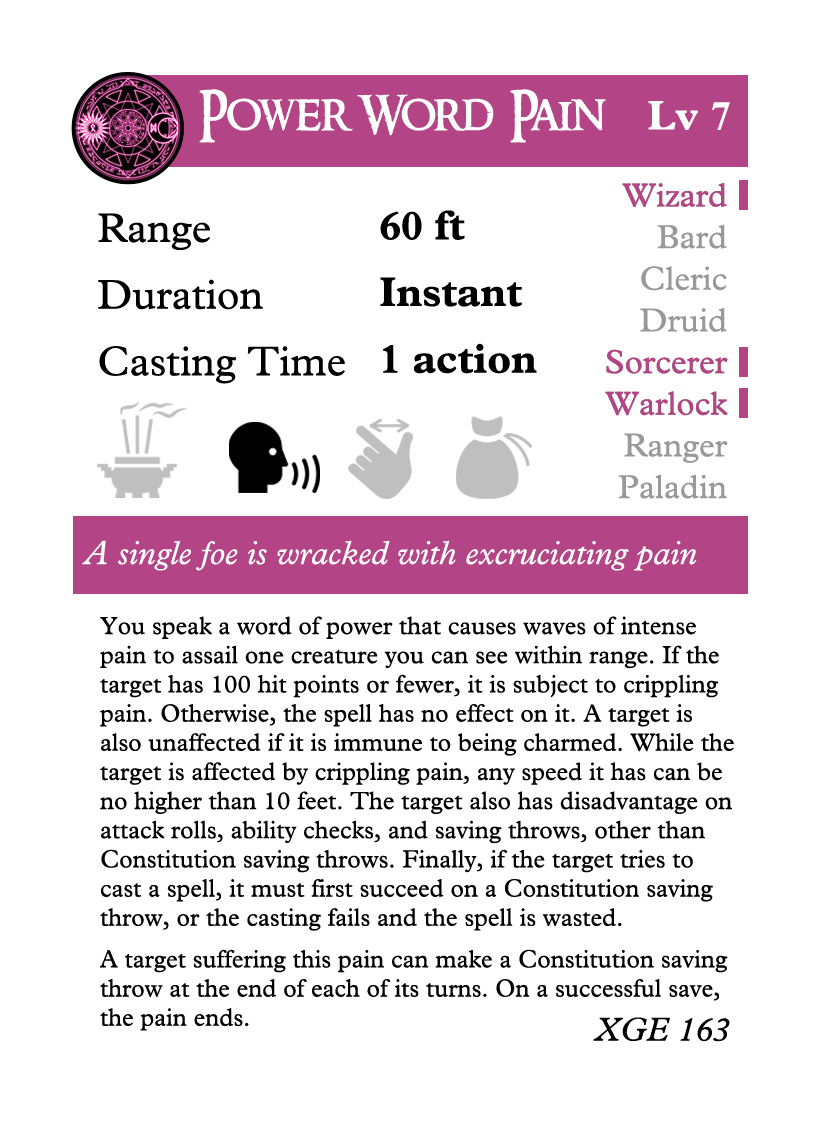 Power Word Pain Lv 7
Range 60 ft
Duration Instant
Casting Time 1 action
Wizard
Bard
Cleric
Druid
Sorcerer
Warlock
Ranger
Paladin
A single foe is wracked with excruciating pain
You speak a word of power that causes waves of intense
pain to assail one creature you can see within range. If the
target has 100 hit points or fewer, it is subject to crippling
pain. Otherwise, the spell has no effect on it. A target is
also unaffected if it is immune to being charmed. While the
target is affected by crippling pain, any speed it has can be
no higher than 10 feet. The target also has disadvantage on
attack rolls, ability checks, and saving throws, other than
Constitution saving throws. Finally, if the target tries to
cast a spell, it must first succeed on a Constitution saving
throw, or the casting fails and the spell is wasted.
A target suffering this pain can make a Constitution saving
throw at the end of each of its turns. On a successful save,
the pain ends.
XGE 163